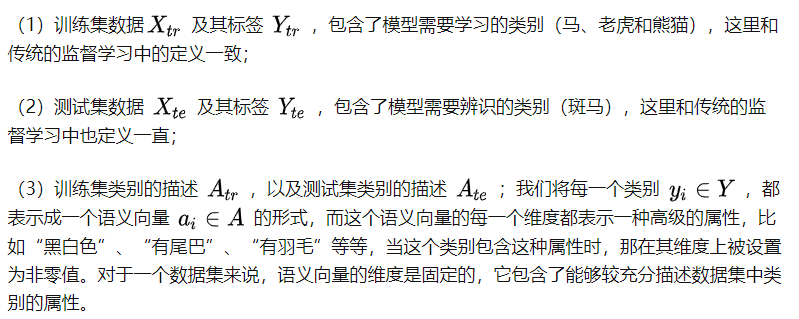 （1）训练集数据 X_{tr} 及其标签 Y_{tr} ，包含了模型需要学习的类别（马、老虎和熊猫），这里和
传统的监督学习中的定义一致；
（2）测试集数据 X_{te} 及其标签 Y_{te} ，包含了模型需要辨识的类别（斑马），这里和传统的监
督学习中也定义一直；
（3）训练集类别的描述 A_{tr} ，以及测试集类别的描述 A_{te} ；我们将每一个类别 y_i ∈ Y ，都
表示成一个语义向量 a_i ∈ A 的形式，而这个语义向量的每一个维度都表示一种高级的属性，比
如“黑白色”、“有尾巴”、“有羽毛”等等，当这个类别包含这种属性时，那在其维度上被设置
为非零值。对于一个数据集来说，语义向量的维度是固定的，它包含了能够较充分描述数据集中类
别的属性。